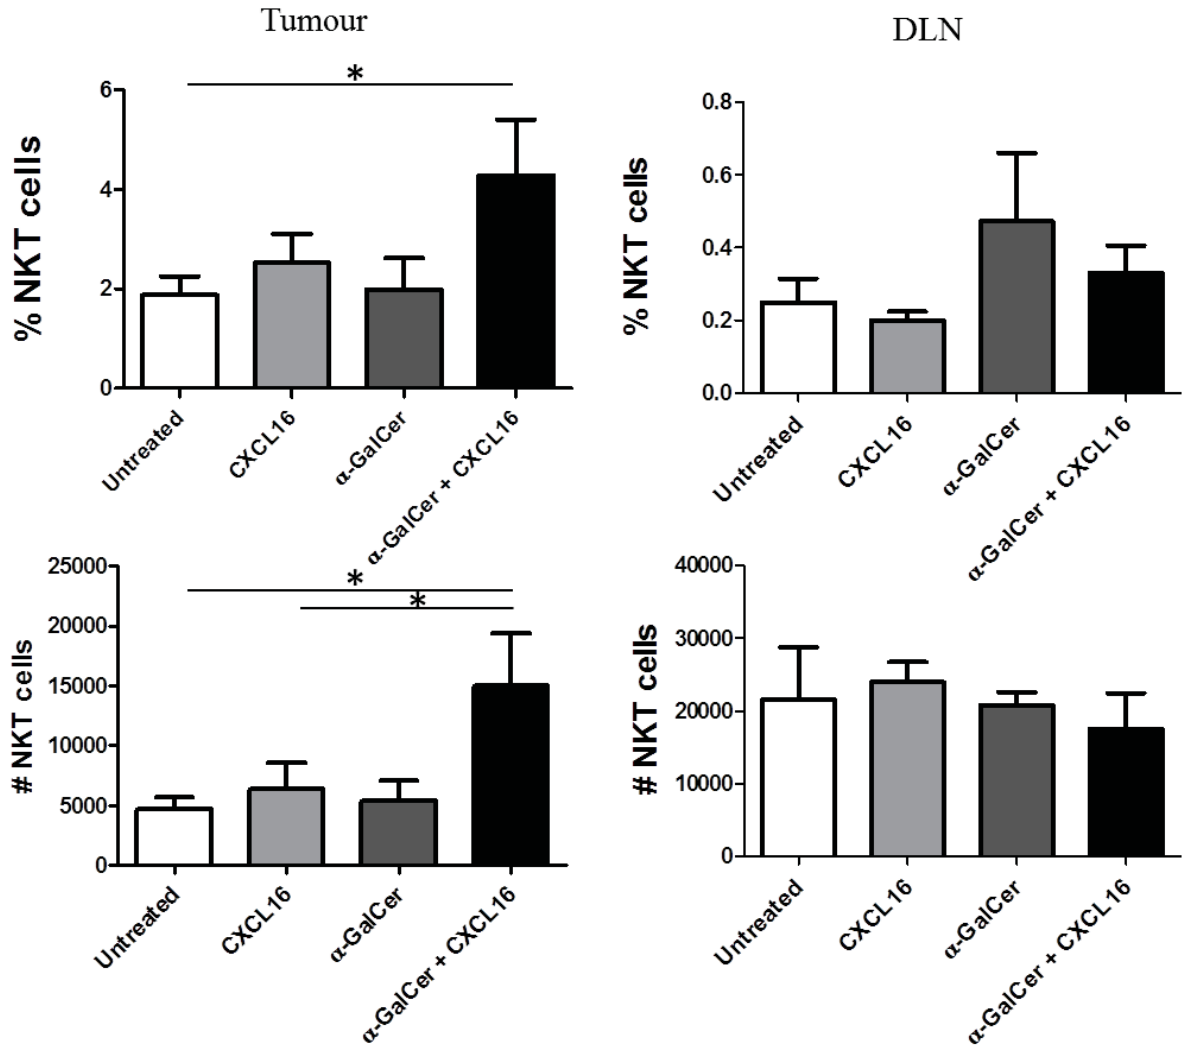 Tumour
*
% NKT cells
6
4
2
0
Untreated
CXCL16
α-GalCer
α-GalCer + CXCL16
DLN
% NKT cells
0.8
0.6
0.4
0.2
0.0
Untreated
CXCL16
α-GalCer
α-GalCer + CXCL16
*
*
# NKT cells
25000
20000
15000
10000
5000
0
Untreated
CXCL16
α-GalCer
α-GalCer + CXCL16
# NKT cells
40000
30000
20000
10000
0
Untreated
CXCL16
α-GalCer
α-GalCer + CXCL16